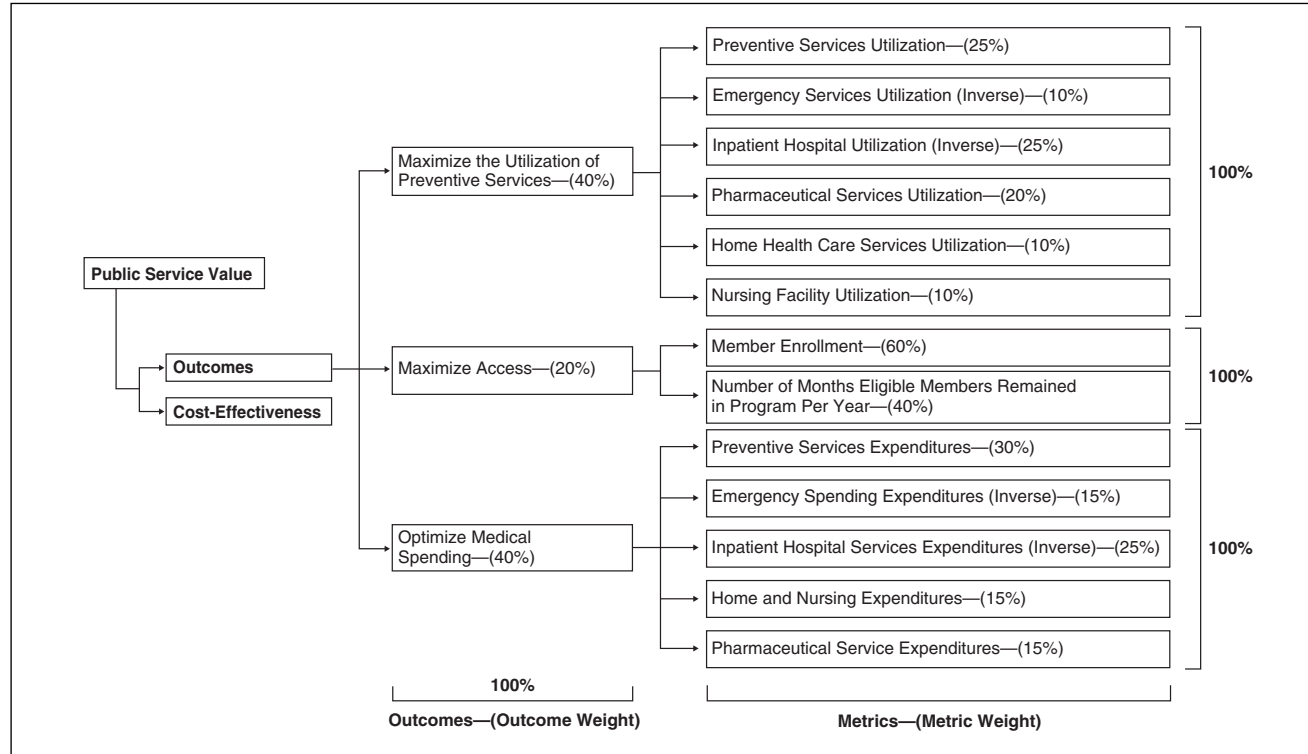 Public Service Value
Outcomes
Cost-Effectiveness
Maximize the Utilization of
Preventive Services—(40%)
Preventive Services Utilization—(25%)
Emergency Services Utilization (Inverse)—(10%)
Inpatient Hospital Utilization (Inverse)—(25%)
Pharmaceutical Services Utilization—(20%)
Home Health Care Services Utilization—(10%)
Nursing Facility Utilization—(10%)
100%
Maximize Access—(20%)
Member Enrollment—(60%)
Number of Months Eligible Members Remained
in Program Per Year—(40%)
100%
Optimize Medical
Spending—(40%)
Preventive Services Expenditures—(30%)
Emergency Spending Expenditures (Inverse)—(15%)
Inpatient Hospital Services Expenditures (Inverse)—(25%)
Home and Nursing Expenditures—(15%)
Pharmaceutical Service Expenditures—(15%)
100%
100%
Outcomes—(Outcome Weight)
Metrics—(Metric Weight)